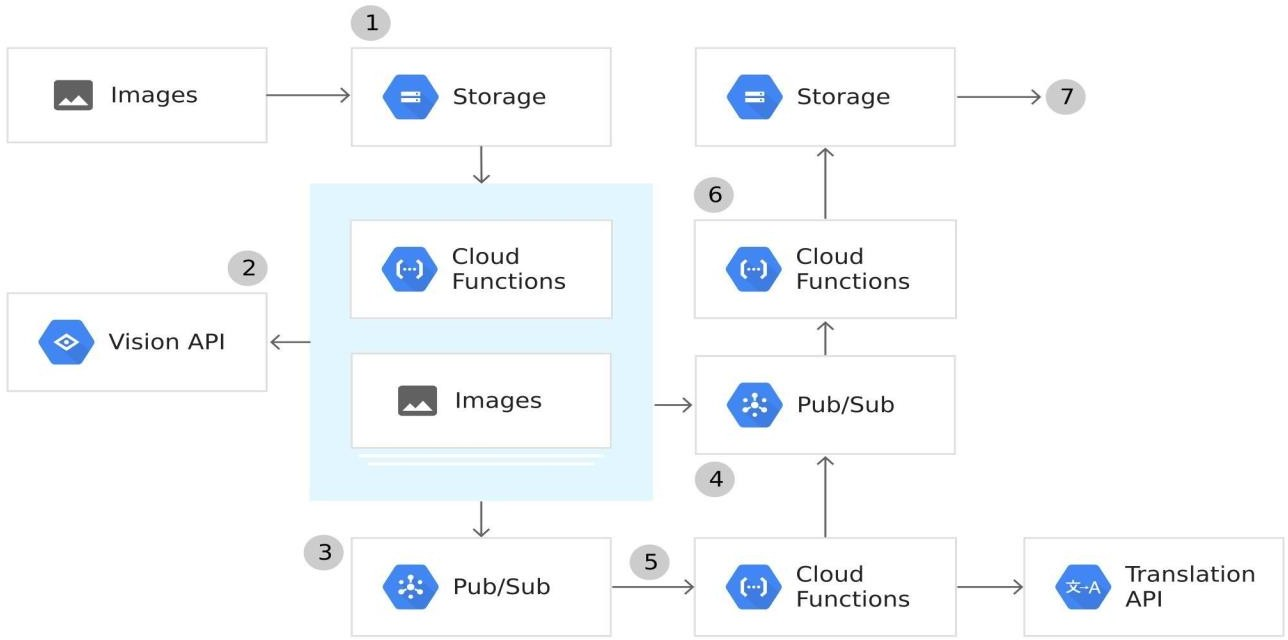 1
Images
Storage
Storage
7
6
Cloud
Functions
Cloud
Functions
2
Vision API
Images
Pub/Sub
4
3
Pub/Sub
5
Cloud
Functions
Translation
API
文→A